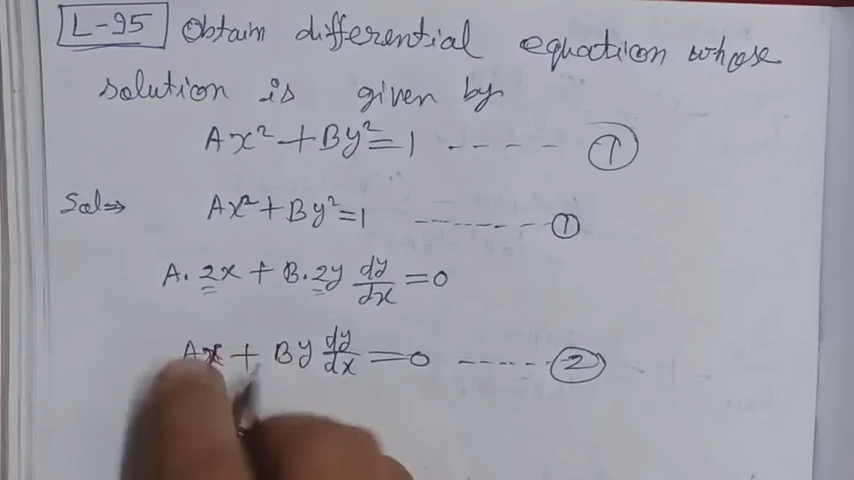 L-95 Obtain differential equation whose
solution is given by
Ax² + By² = 1 ---- ①
Sol⇒ Ax² + By² = 1 ------- ①
A. 2x + B. 2y dy/dx = 0
Ax + By dy/dx = 0 ----- ②